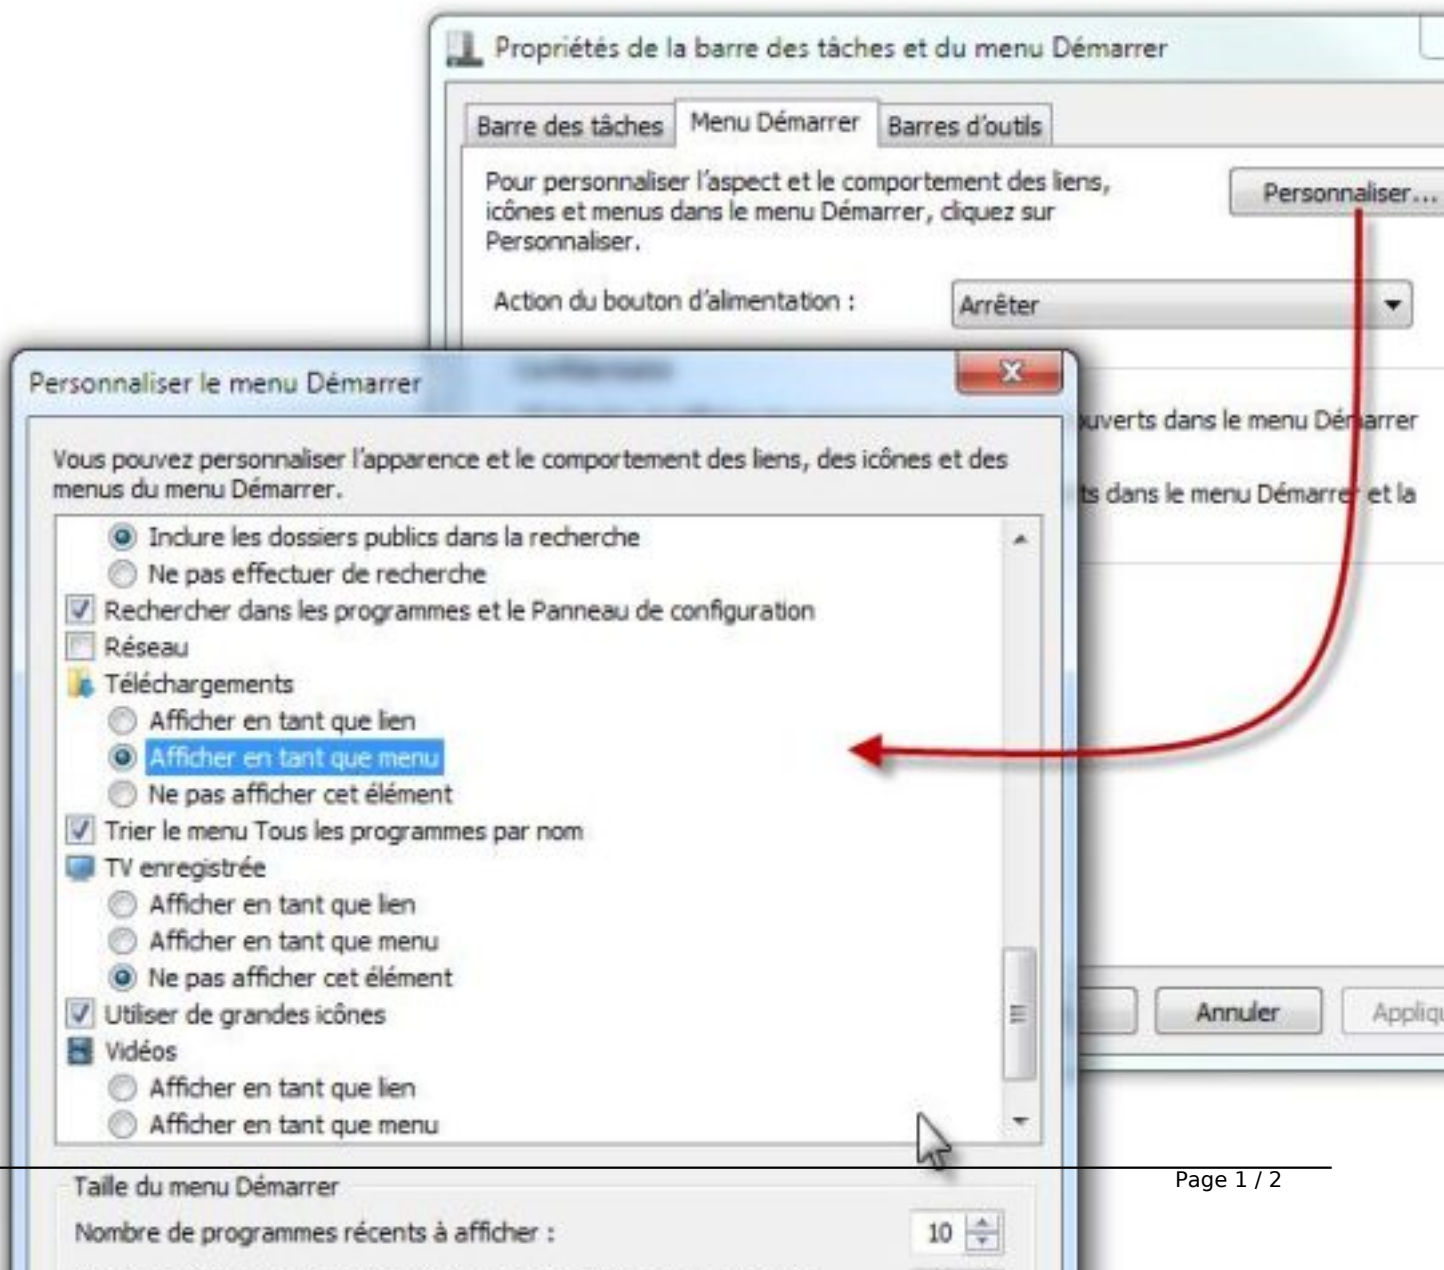 Propriétés de la barre des tâches et du menu Démarrer
Barre des tâches
Menu Démarrer
Barres d'outils
Pour personnaliser l'aspect et le comportement des liens,
icônes et menus dans le menu Démarrer, cliquez sur
Personnaliser.
Personnaliser...
Action du bouton d'alimentation :
Arrêter
dans le menu Démarrer
dans le menu Démarrer et la
Annuler
Personnaliser le menu Démarrer
Vous pouvez personnaliser l'apparence et le comportement des liens, des icônes et des
menus du menu Démarrer.
Inclure les dossiers publics dans la recherche
Ne pas effectuer de recherche
Rechercher dans les programmes et le Panneau de configuration
Réseau
Téléchargements
Afficher en tant que lien
Afficher en tant que menu
Ne pas afficher cet élément
Trier le menu Tous les programmes par nom
TV enregistrée
Afficher en tant que lien
Afficher en tant que menu
Ne pas afficher cet élément
Utiliser de grandes icônes
Vidéos
Afficher en tant que lien
Afficher en tant que menu
Taille du menu Démarrer
Nombre de programmes récents à afficher :
10
Page 1 / 2